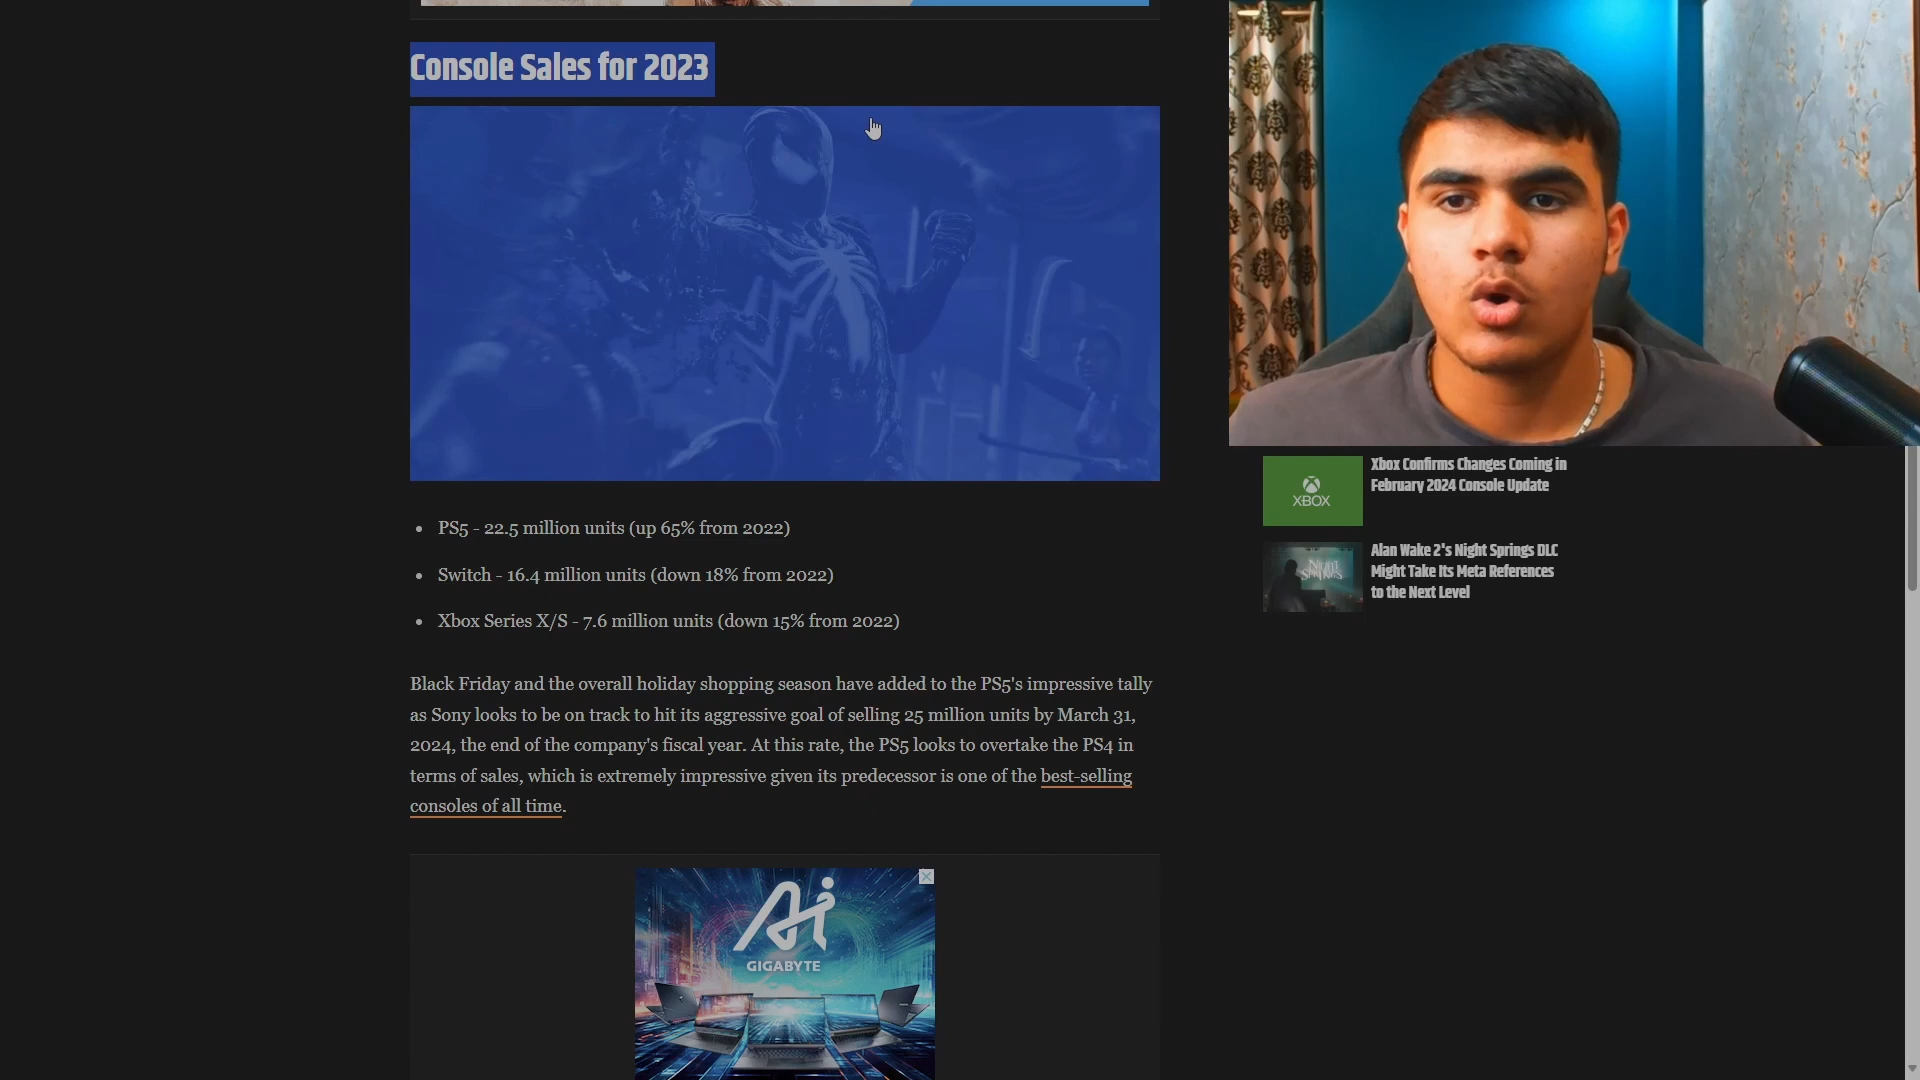 Console Sales for 2023
PS5 - 22.5 million units (up 65% from 2022)
Switch - 16.4 million units (down 18% from 2022)
Xbox Series X/S - 7.6 million units (down 15% from 2022)
Black Friday and the overall holiday shopping season have added to the PS5's impressive tally
as Sony looks to be on track to hit its aggressive goal of selling 25 million units by March 31,
2024, the end of the company's fiscal year. At this rate, the PS5 looks to overtake the PS4 in
terms of sales, which is extremely impressive given its predecessor is one of the best-selling
consoles of all time.
XBOX
Xbox Confirms Changes Coming in
February 2024 Console Update
NIGHT
SPRINGS
Alan Wake 2's Night Springs DLC
Might Take Its Meta References
to the Next Level
Ai
GIGABYTE